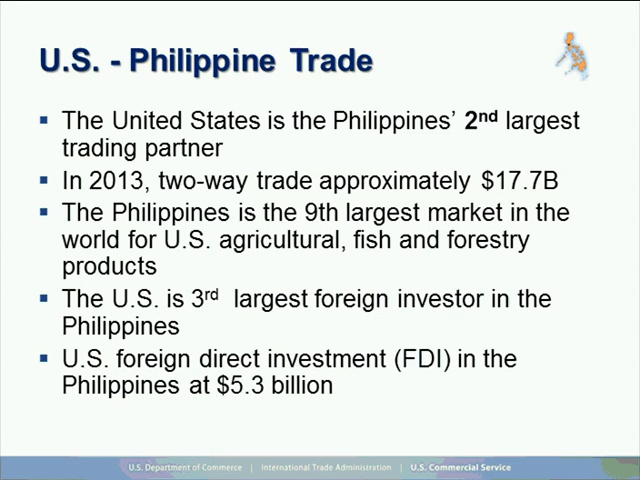 U.S. - Philippine Trade
▪ The United States is the Philippines’ 2nd largest
trading partner
▪ In 2013, two-way trade approximately $17.7B
▪ The Philippines is the 9th largest market in the
world for U.S. agricultural, fish and forestry
products
▪ The U.S. is 3rd largest foreign investor in the
Philippines
▪ U.S. foreign direct investment (FDI) in the
Philippines at $5.3 billion
U.S. Department of Commerce | International Trade Administration | U.S. Commercial Service